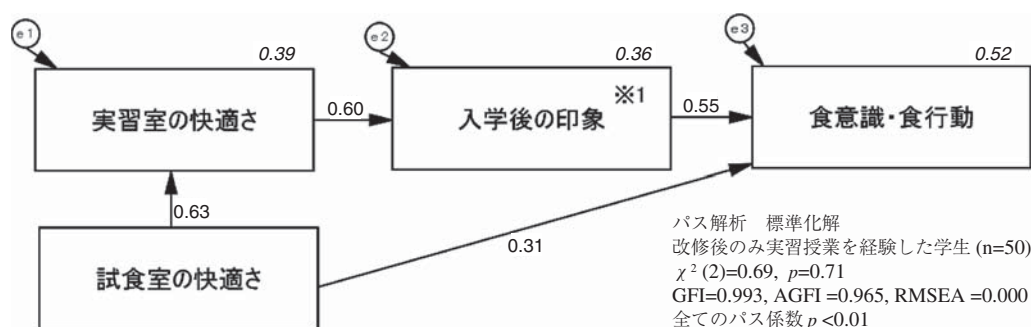 e1
e2
e3
0.39
0.36
0.52
実習室の快適さ
0.60
入学後の印象
※1
0.55
食意識・食行動
0.63
試食室の快適さ
0.31
パス解析　標準化解
改修後のみ実習授業を経験した学生 (n=50)
χ² (2)=0.69, p=0.71
GFI=0.993, AGFI =0.965, RMSEA =0.000
全てのパス係数 p <0.01